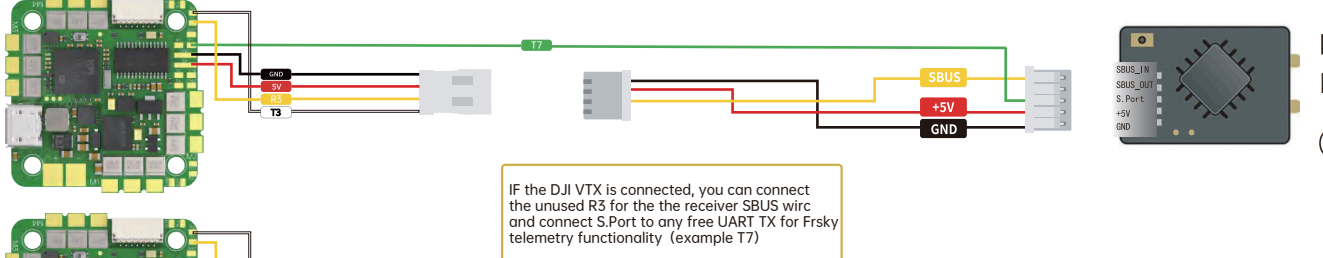 T7
GND
5V
R3
T3
SBUS
+5V
GND
SBUS_IN
SBUS_OUT
S.Port
+5V
GND
IF the DJI VTX is connected, you can connect
the unused R3 for the the receiver SBUS wirc
and connect S.Port to any free UART TX for Frsky
telemetry functionality (example T7)